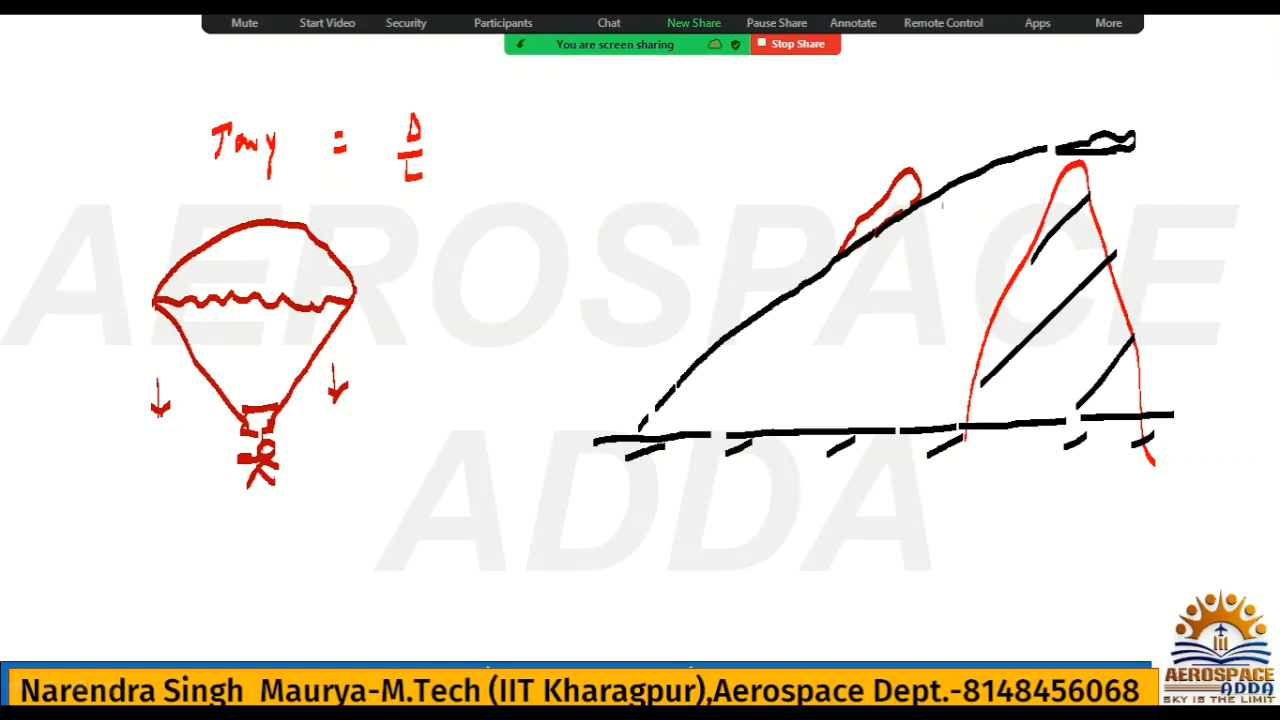 Mute Start Video Security Participants Chat New Share Pause Share Annotate Remote Control Apps More
You are screen sharing Stop Share
Tan γ = D/L
AEROSPACE
ADDA
Narendra Singh Maurya-M.Tech (IIT Kharagpur),Aerospace Dept.-8148456068
AEROSPACE
ADDA
SKY IS THE LIMIT